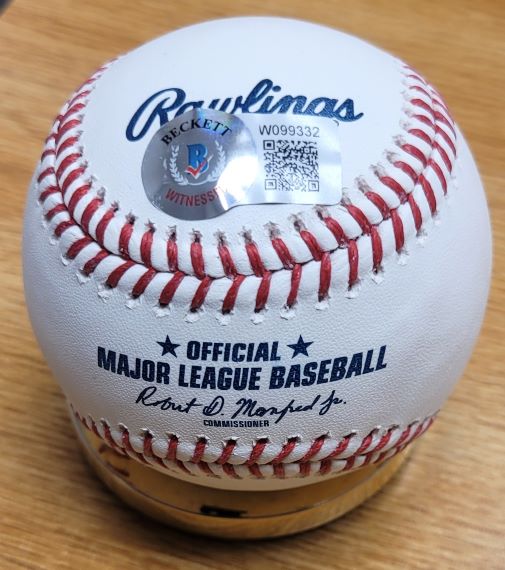 Rawlings
BECKETT
B
WITNESSED
W099332
★ OFFICIAL ★
MAJOR LEAGUE BASEBALL
Robert D. Manfred Jr.
COMMISSIONER